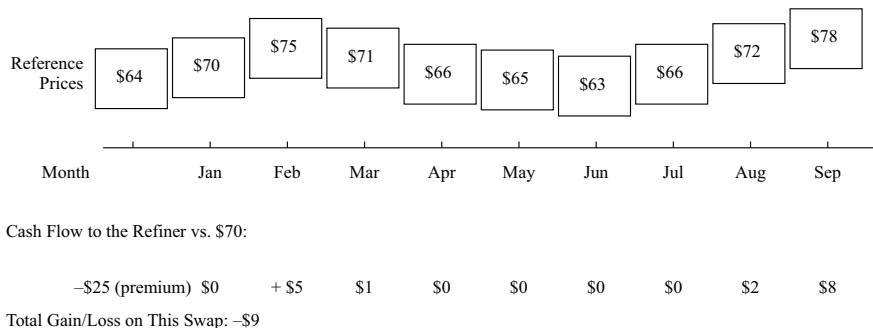 Reference Prices
$64 $70 $75 $71 $66 $65 $63 $66 $72 $78
Month Jan Feb Mar Apr May Jun Jul Aug Sep
Cash Flow to the Refiner vs. $70:
–$25 (premium) $0 + $5 $1 $0 $0 $0 $0 $2 $8
Total Gain/Loss on This Swap: –$9